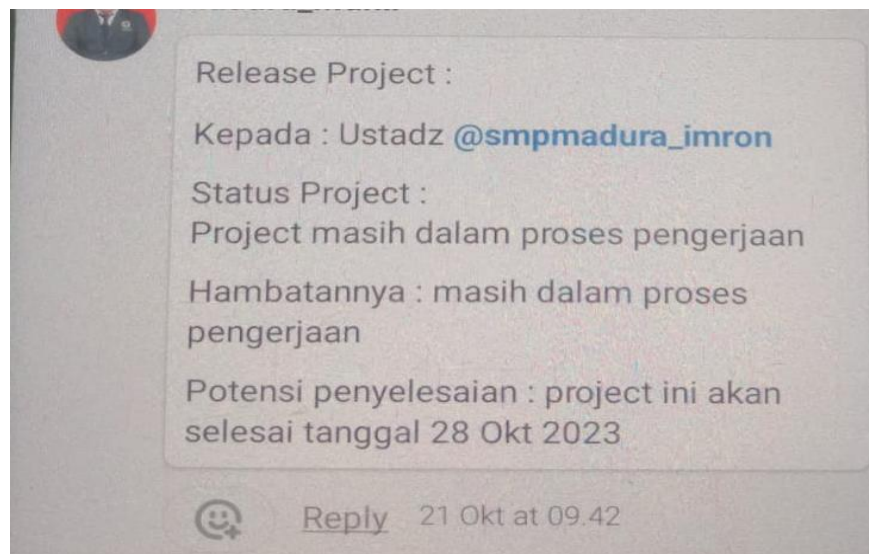 Release Project :
Kepada : Ustadz @smpmadura_imron
Status Project :
Project masih dalam proses pengerjaan
Hambatannya : masih dalam proses
pengerjaan
Potensi penyelesaian : project ini akan
selesai tanggal 28 Okt 2023
Reply 21 Okt at 09.42